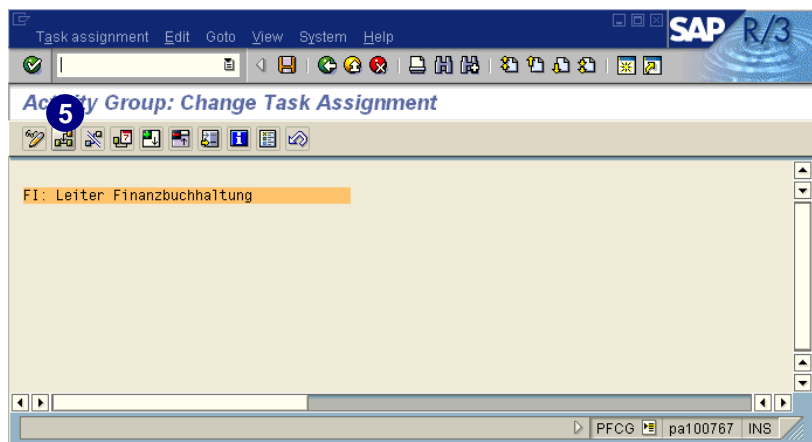 SAP R/3
Task assignment Edit Goto View System Help
Activity Group: Change Task Assignment
5
FI: Leiter Finanzbuchhaltung
PFCG pa100767 INS